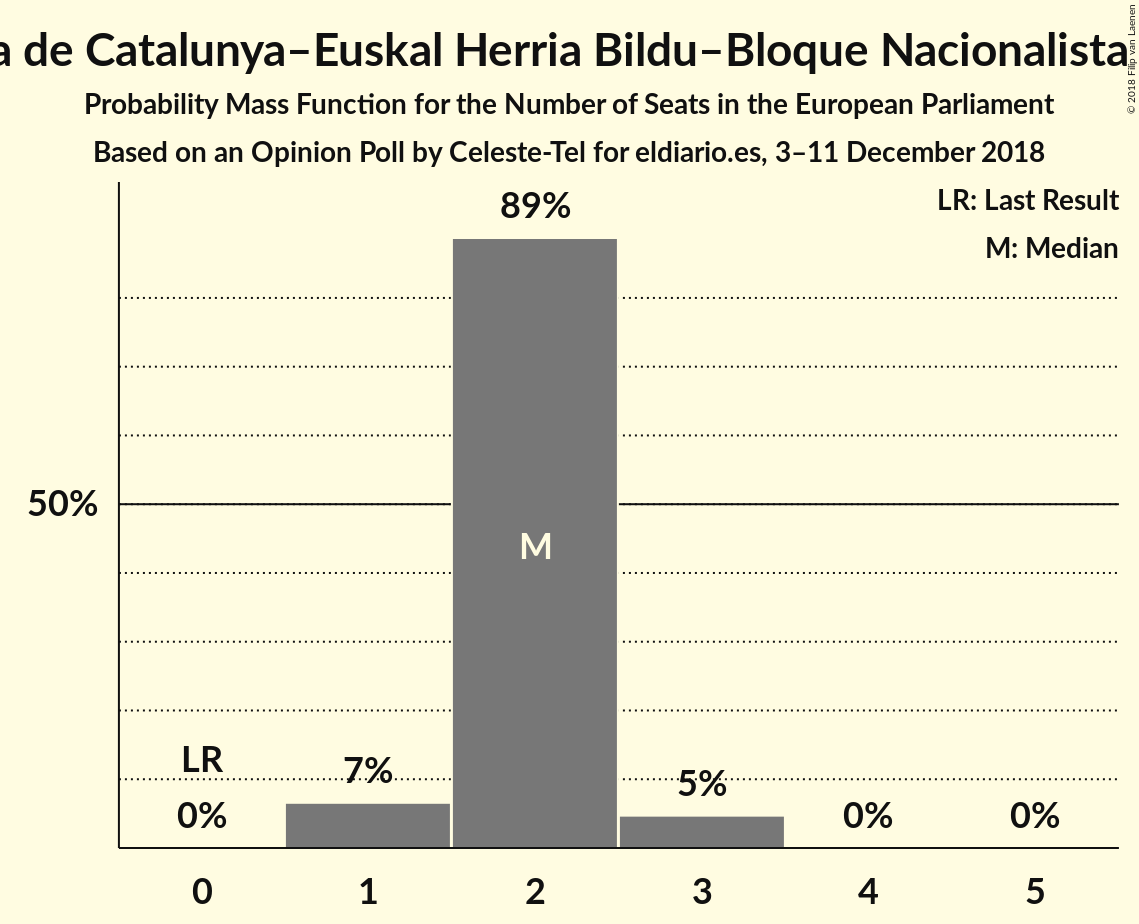 a de Catalunya–Euskal Herria Bildu–Bloque Nacionalista
Probability Mass Function for the Number of Seats in the European Parliament
Based on an Opinion Poll by Celeste-Tel for eldiario.es, 3–11 December 2018
© 2018 Filip van Laenen
LR: Last Result
M: Median
89%
50%
M
LR
7%
5%
0%
0%
0%
0 1 2 3 4 5